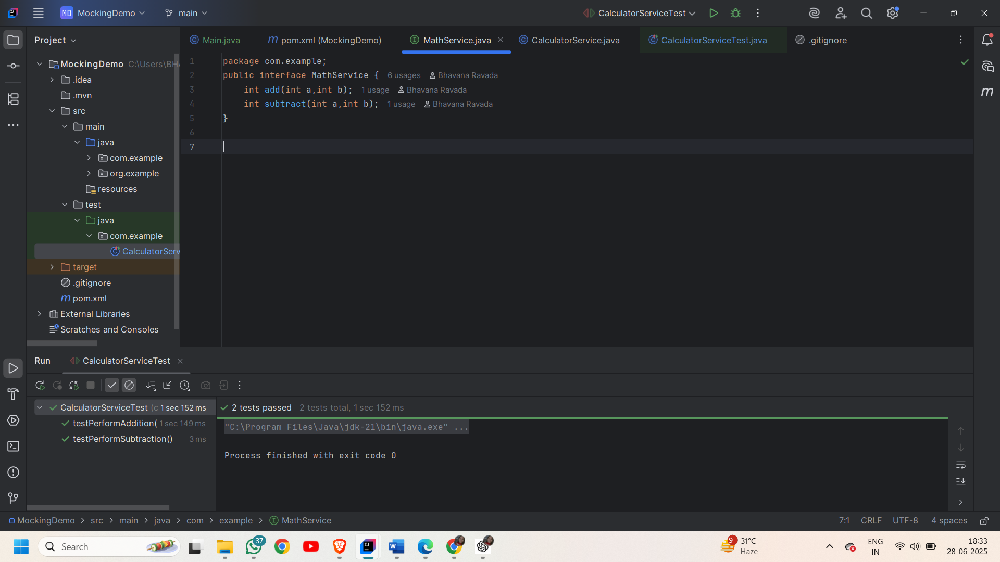 MD MockingDemo main CalculatorServiceTest
Project
Main.java pom.xml (MockingDemo) MathService.java CalculatorService.java CalculatorServiceTest.java .gitignore
MockingDemo C:\Users\BHA
.idea
.mvn
src
main
java
com.example
org.example
resources
test
java
com.example
CalculatorServ
target
.gitignore
pom.xml
External Libraries
Scratches and Consoles
1 package com.example;
2 public interface MathService { 6 usages Bhavana Ravada
3 int add(int a,int b); 1 usage Bhavana Ravada
4 int subtract(int a,int b); 1 usage Bhavana Ravada
5 }
6
7
Run CalculatorServiceTest
CalculatorServiceTest (c 1 sec 152 ms
testPerformAddition( 1 sec 149 ms
testPerformSubtraction() 3 ms
2 tests passed 2 tests total, 1 sec 152 ms
"C:\Program Files\Java\jdk-21\bin\java.exe" ...
Process finished with exit code 0
MockingDemo > src > main > java > com > example > MathService 7:1 CRLF UTF-8 4 spaces
Search
37
9+
31°C
Haze
ENG
IN
18:33
28-06-2025